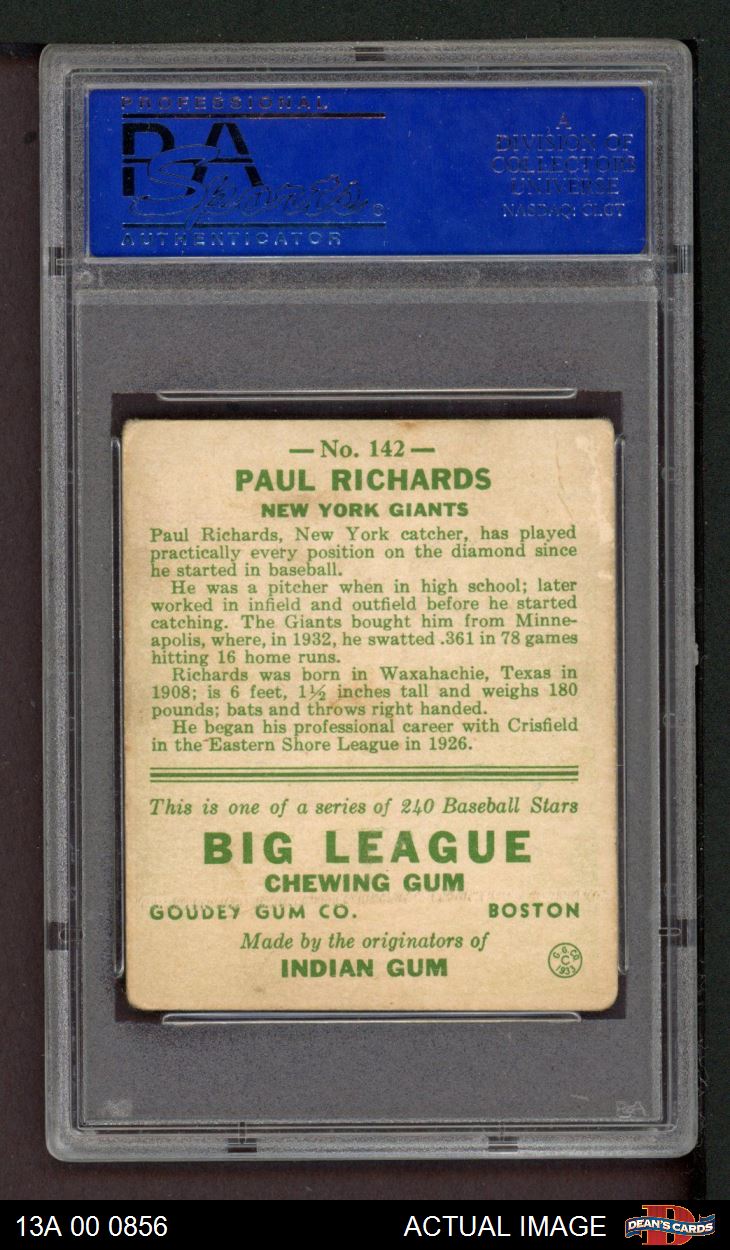 PROFESSIONAL
PSA
Sports
AUTHENTICATOR
A
DIVISION OF
COLLECTORS
UNIVERSE
NASDAQ: CLCT
— No. 142 —
PAUL RICHARDS
NEW YORK GIANTS
Paul Richards, New York catcher, has played
practically every position on the diamond since
he started in baseball.
He was a pitcher when in high school; later
worked in infield and outfield before he started
catching. The Giants bought him from Minne-
apolis, where, in 1932, he swatted .361 in 78 games
hitting 16 home runs.
Richards was born in Waxahachie, Texas in
1908; is 6 feet, 1½ inches tall and weighs 180
pounds; bats and throws right handed.
He began his professional career with Crisfield
in the Eastern Shore League in 1926.
This is one of a series of 240 Baseball Stars
BIG LEAGUE
CHEWING GUM
GOUDEY GUM CO. BOSTON
Made by the originators of
INDIAN GUM
G.G.CO
C
1933
PSA
13A 00 0856 ACTUAL IMAGE
D
DEAN'S CARDS